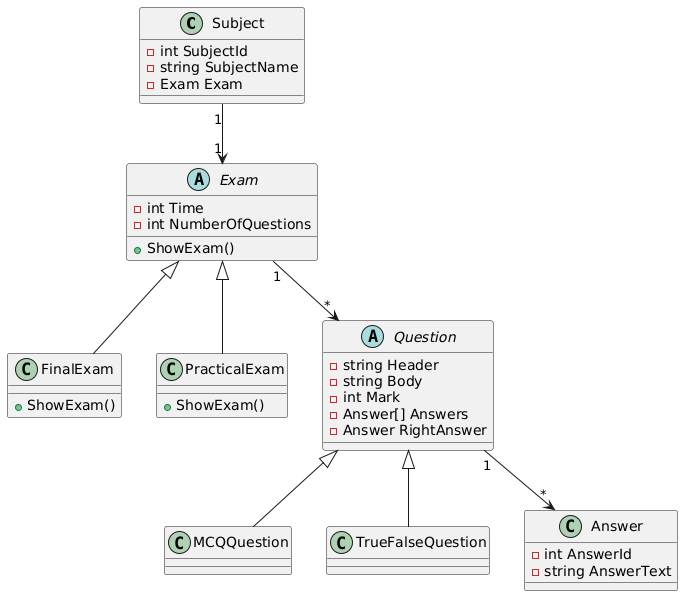 C Subject
int SubjectId
string SubjectName
Exam Exam
1
1
A Exam
int Time
int NumberOfQuestions
ShowExam()
1
*
C FinalExam
ShowExam()
C PracticalExam
ShowExam()
A Question
string Header
string Body
int Mark
Answer[] Answers
Answer RightAnswer
1
*
C MCQQuestion
C TrueFalseQuestion
C Answer
int AnswerId
string AnswerText